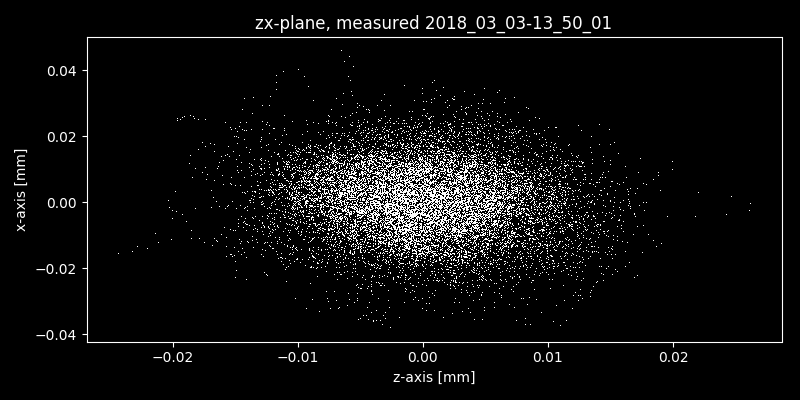 zx-plane, measured 2018_03_03-13_50_01
0.04
0.02
0.00
−0.02
−0.04
x-axis [mm]
−0.02 −0.01 0.00 0.01 0.02
z-axis [mm]